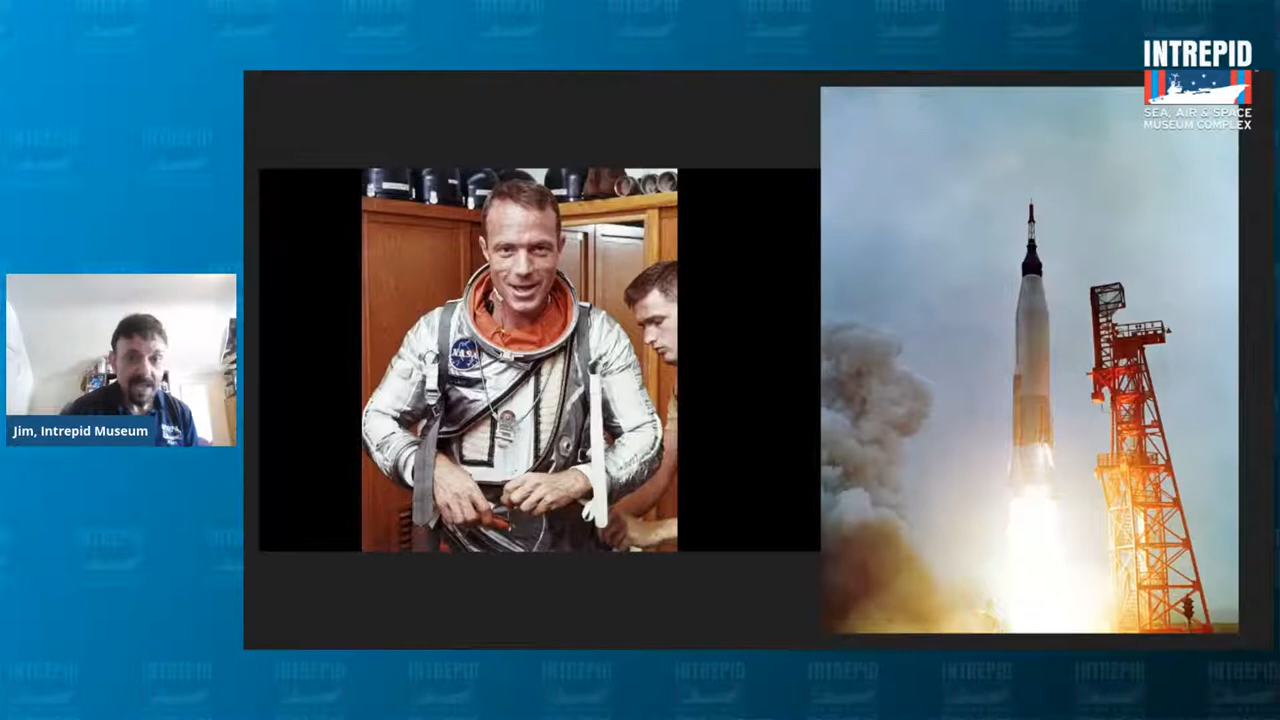 INTREPID
SEA, AIR & SPACE
MUSEUM COMPLEX
NASA
Jim, Intrepid Museum